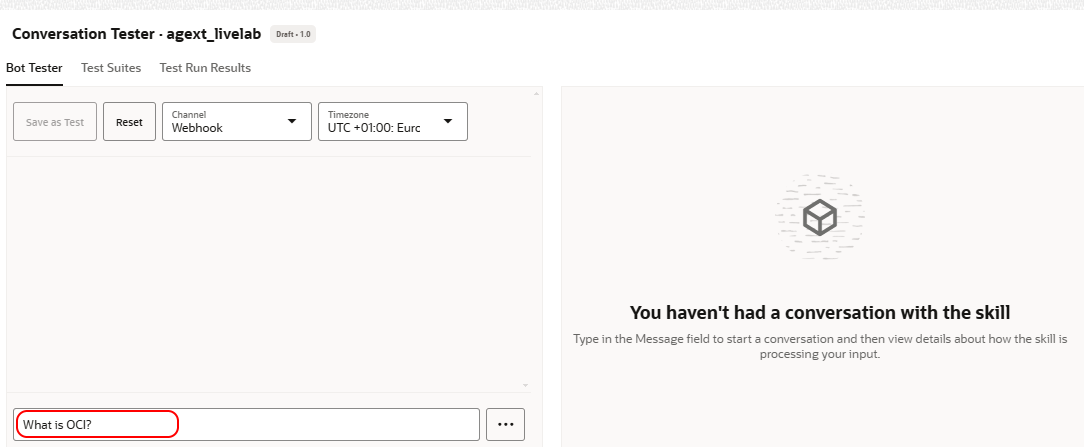 Conversation Tester · agext_livelab Draft • 1.0
Bot Tester Test Suites Test Run Results
Save as Test Reset Channel Webhook Timezone UTC +01:00: Eurc
You haven't had a conversation with the skill
Type in the Message field to start a conversation and then view details about how the skill is
processing your input.
What is OCI?